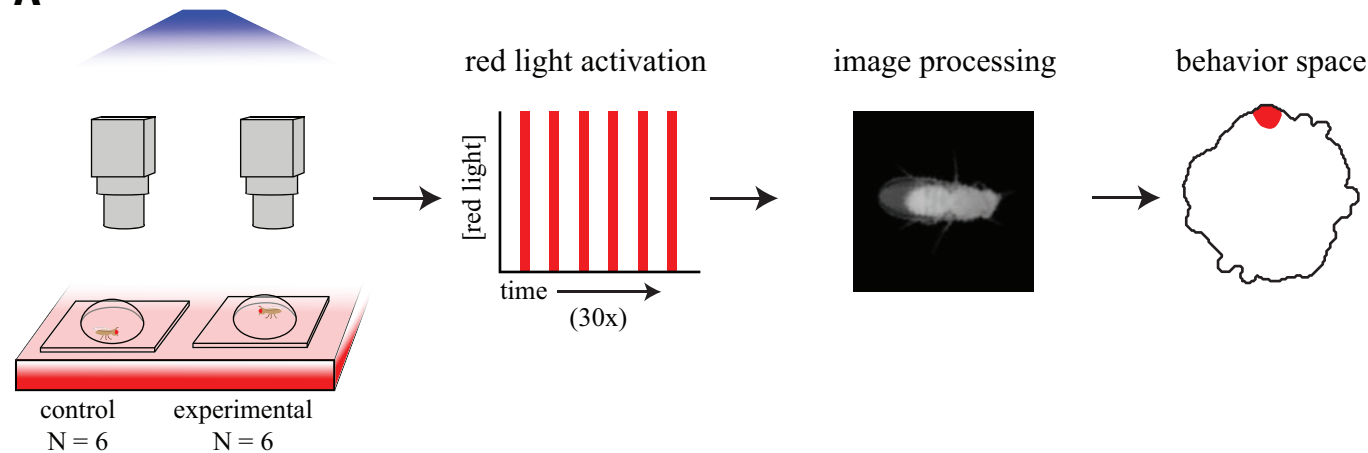 A
red light activation
image processing
behavior space
[red light]
time
(30x)
control
experimental
N = 6
N = 6